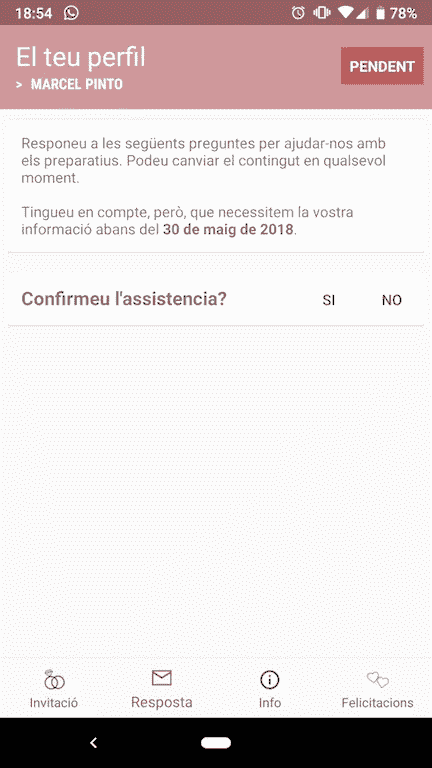 18:54 78%
El teu perfil
> MARCEL PINTO
PENDENT
Responeu a les següents preguntes per ajudar-nos amb
els preparatius. Podeu canviar el contingut en qualsevol
moment.
Tingueu en compte, però, que necessitem la vostra
informació abans del 30 de maig de 2018.
Confirmeu l'assistencia? SI NO
Invitació Resposta Info Felicitacions